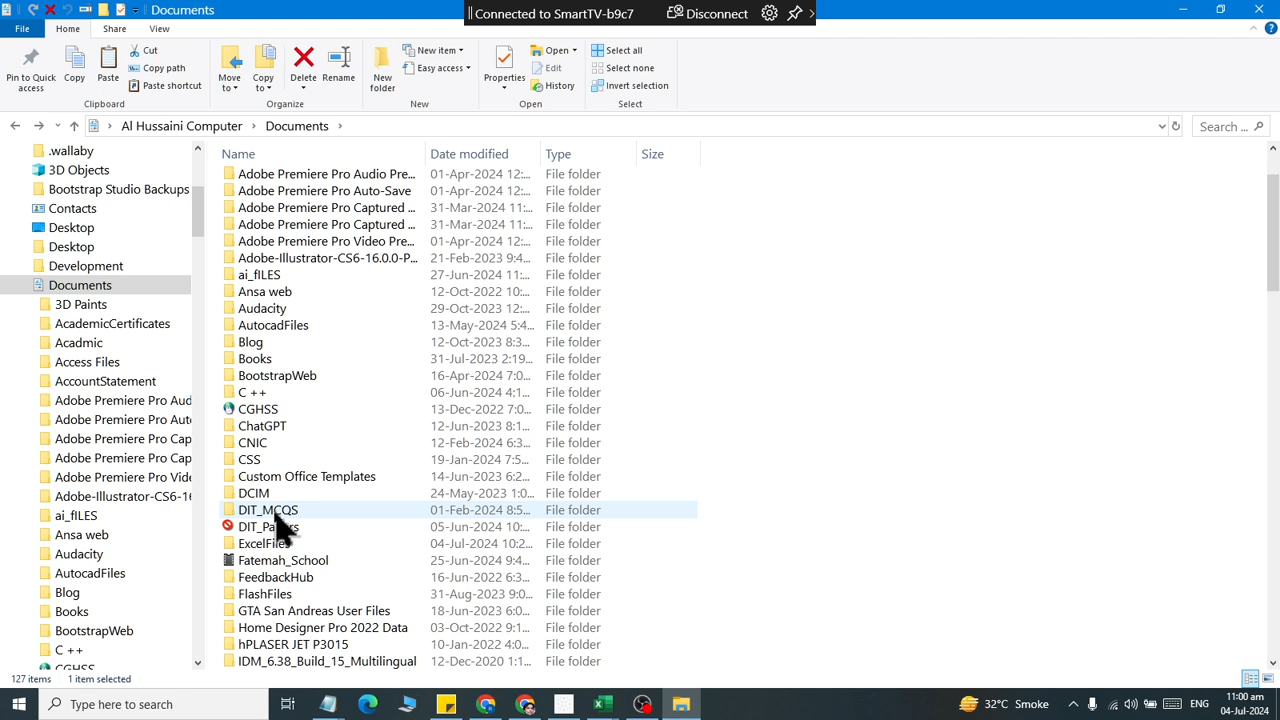 Documents
Connected to SmartTV-b9c7
Disconnect
File
Home
Share
View
Pin to Quick access
Copy
Paste
Cut
Copy path
Paste shortcut
Clipboard
Move to
Copy to
Delete
Rename
Organize
New folder
New item
Easy access
New
Properties
Open
Edit
History
Open
Select all
Select none
Invert selection
Select
Al Hussaini Computer
Documents
Search ...
.wallaby
3D Objects
Bootstrap Studio Backups
Contacts
Desktop
Desktop
Development
Documents
3D Paints
AcademicCertificates
Acadmic
Access Files
AccountStatement
Adobe Premiere Pro Aud
Adobe Premiere Pro Aut
Adobe Premiere Pro Cap
Adobe Premiere Pro Cap
Adobe Premiere Pro Vide
Adobe-Illustrator-CS6-16
ai_fILES
Ansa web
Audacity
AutocadFiles
Blog
Books
BootstrapWeb
C ++
CGHSS
Name Date modified Type Size
Adobe Premiere Pro Audio Pre... 01-Apr-2024 12:... File folder
Adobe Premiere Pro Auto-Save 01-Apr-2024 12:... File folder
Adobe Premiere Pro Captured ... 31-Mar-2024 11:... File folder
Adobe Premiere Pro Captured ... 31-Mar-2024 11:... File folder
Adobe Premiere Pro Video Pre... 01-Apr-2024 12:... File folder
Adobe-Illustrator-CS6-16.0.0-P... 21-Feb-2023 9:4... File folder
ai_fILES 27-Jun-2024 11:... File folder
Ansa web 12-Oct-2022 10:... File folder
Audacity 29-Oct-2023 12:... File folder
AutocadFiles 13-May-2024 5:4... File folder
Blog 12-Oct-2023 8:3... File folder
Books 31-Jul-2023 2:19... File folder
BootstrapWeb 16-Apr-2024 7:0... File folder
C ++ 06-Jun-2024 4:1... File folder
CGHSS 13-Dec-2022 7:0... File folder
ChatGPT 12-Jun-2023 8:1... File folder
CNIC 12-Feb-2024 6:3... File folder
CSS 19-Jan-2024 7:5... File folder
Custom Office Templates 14-Jun-2023 6:2... File folder
DCIM 24-May-2023 1:0... File folder
DIT_MCQS 01-Feb-2024 8:5... File folder
DIT_Papers 05-Jun-2024 10:... File folder
ExcelFiles 04-Jul-2024 10:2... File folder
Fatemah_School 25-Jun-2024 9:4... File folder
FeedbackHub 16-Jun-2022 6:3... File folder
FlashFiles 31-Aug-2023 9:0... File folder
GTA San Andreas User Files 18-Jun-2023 6:0... File folder
Home Designer Pro 2022 Data 03-Oct-2022 9:1... File folder
hPLASER JET P3015 10-Jan-2022 4:0... File folder
IDM_6.38_Build_15_Multilingual 12-Dec-2020 1:1... File folder
127 items 1 item selected
Type here to search
32°C Smoke
ENG
11:00 am
04-Jul-2024